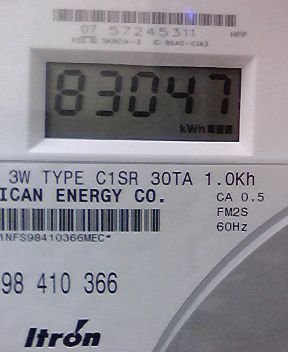 07 57245311 HPP
83047
kWh
3W TYPE C1SR 30TA 1.0Kh
ICAN ENERGY CO. CA 0.5
FM2S
60Hz
1NFS98410366MEC*
98 410 366
Itron